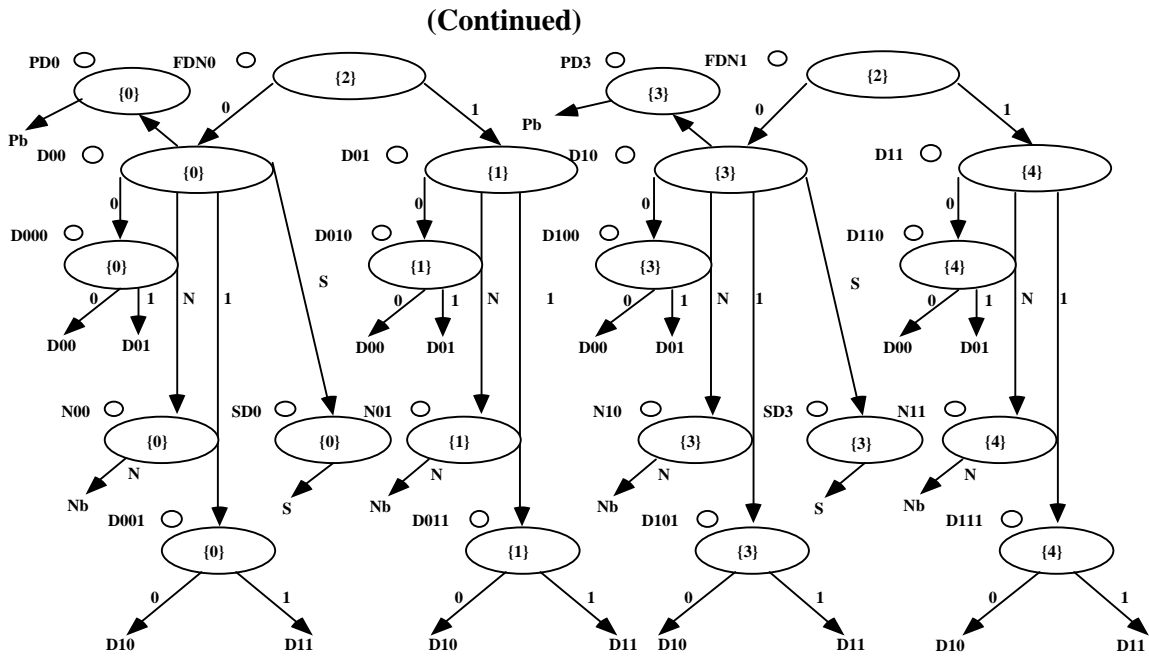 (Continued)
PD0 FDN0 {2} PD3 FDN1 {2}
{0} {3}
0 1 0 1
Pb Pb
D00 {0} D01 {1} D10 {3} D11 {4}
0 0 0 0
D000 D010 D100 D110
{0} {1} {3} {4}
S S
0 1 N 1 0 1 N 1 0 1 N 1 0 1 N 1
D00 D01 D00 D01 D00 D01 D00 D01
N00 SD0 N01 N10 SD3 N11
{0} {0} {1} {3} {3} {4}
N N N N
Nb S Nb Nb S Nb
D001 D011 D101 D111
{0} {1} {3} {4}
0 1 0 1 0 1 0 1
D10 D11 D10 D11 D10 D11 D10 D11